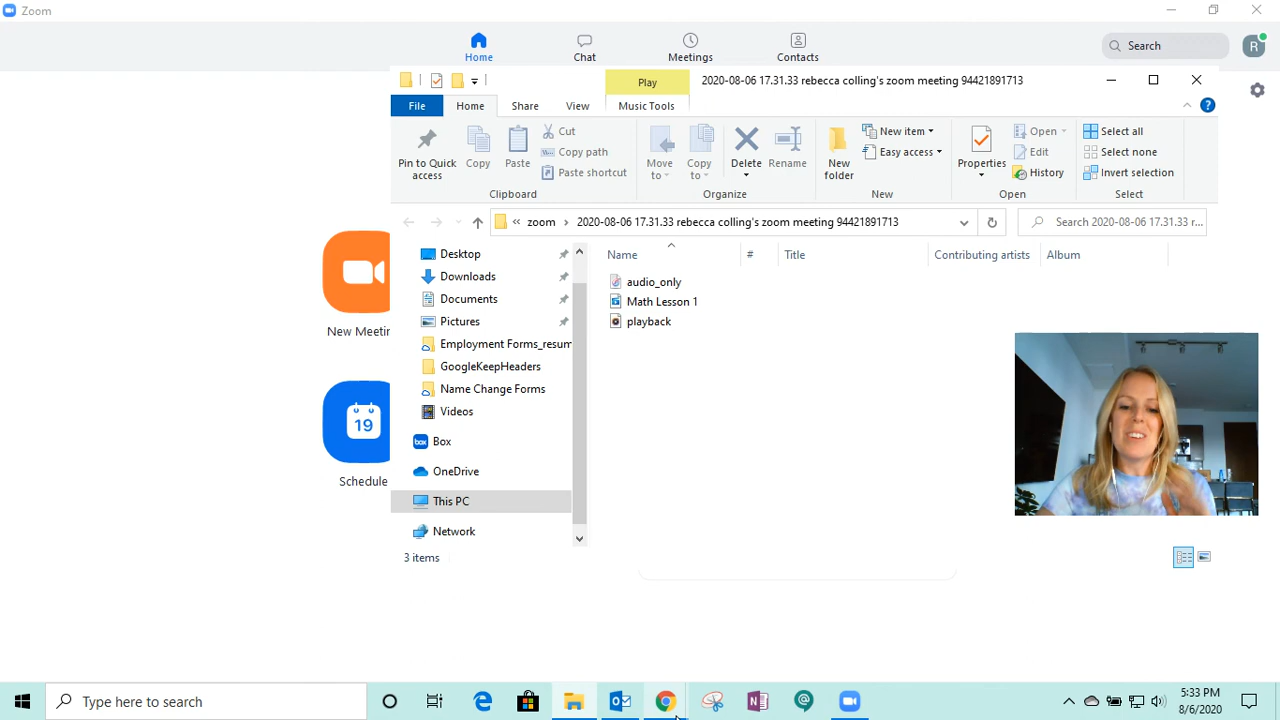 Zoom
Home
Chat
Meetings
Contacts
Search
R
Play
2020-08-06 17.31.33 rebecca colling's zoom meeting 94421891713
File
Home
Share
View
Music Tools
Pin to Quick access
Copy
Paste
Cut
Copy path
Paste shortcut
Clipboard
Move to
Copy to
Delete
Rename
Organize
New folder
New item
Easy access
New
Properties
Open
Edit
History
Open
Select all
Select none
Invert selection
Select
« zoom › 2020-08-06 17.31.33 rebecca colling's zoom meeting 94421891713
Search 2020-08-06 17.31.33 r...
Name
#
Title
Contributing artists
Album
audio_only
Math Lesson 1
playback
Desktop
Downloads
Documents
Pictures
Employment Forms_resum
GoogleKeepHeaders
Name Change Forms
Videos
box
Box
OneDrive
This PC
Network
3 items
New Meetin
19
Schedule
Type here to search
5:33 PM
8/6/2020